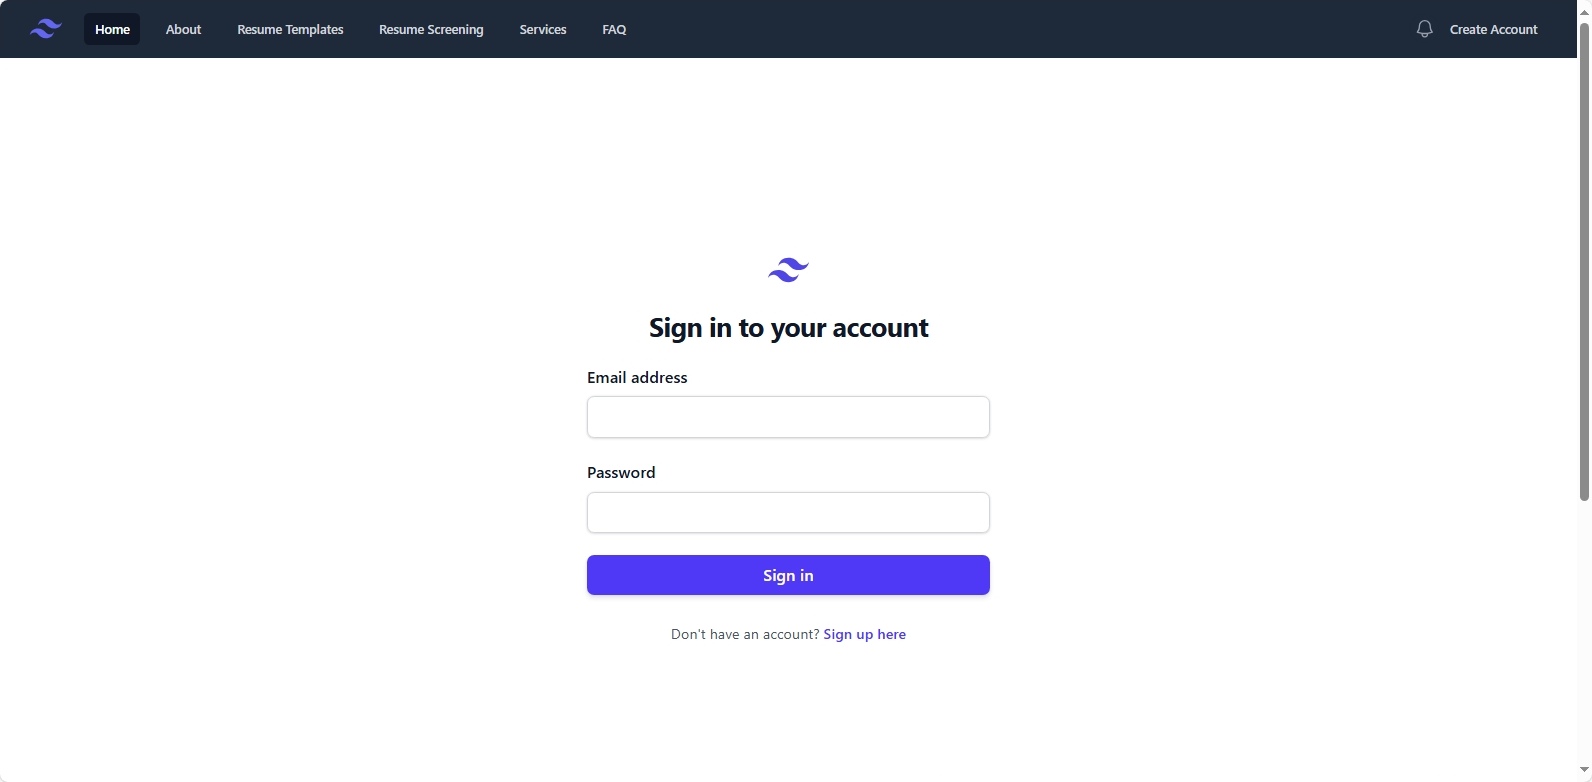 Home About Resume Templates Resume Screening Services FAQ Create Account
Sign in to your account
Email address
Password
Sign in
Don't have an account? Sign up here